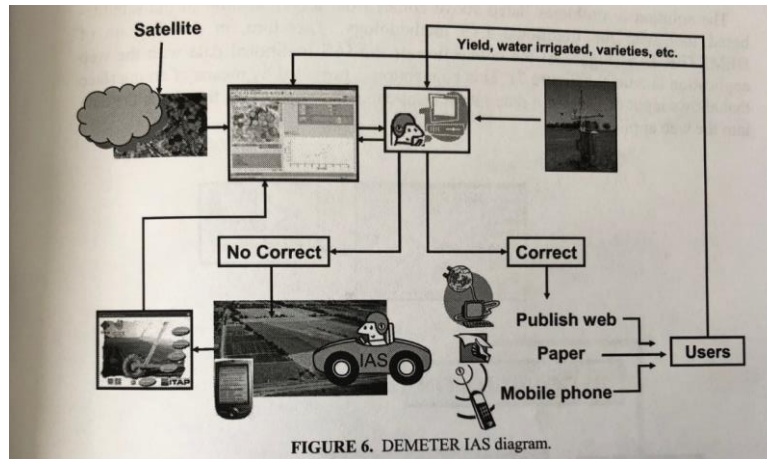 Satellite
Yield, water irrigated, varieties, etc.
No Correct
Correct
IAS
ITAP
Publish web
Paper
Users
Mobile phone
FIGURE 6. DEMETER IAS diagram.